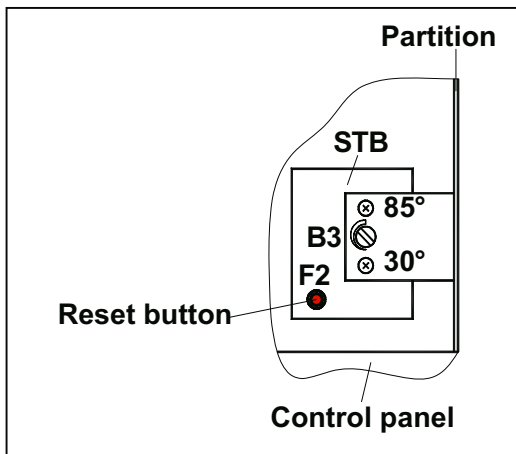 Partition
STB
85°
B3
30°
F2
Reset button
Control panel